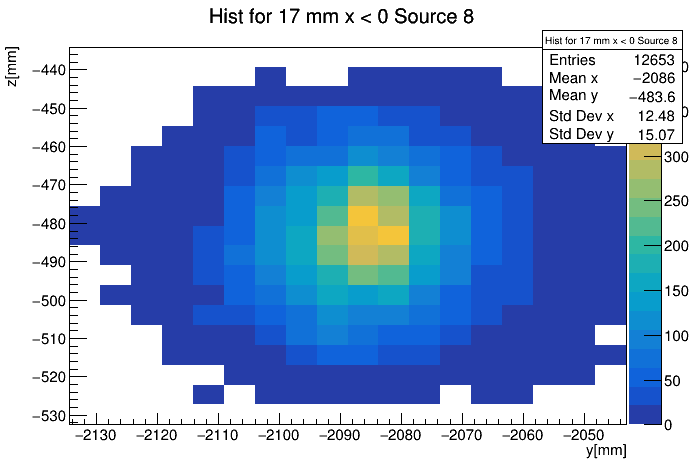 Hist for 17 mm x < 0 Source 8
z[mm]
Hist for 17 mm x < 0 Source 8
Entries 12653
Mean x −2086
Mean y −483.6
Std Dev x 12.48
Std Dev y 15.07
−440
−450
−460
−470
−480
−490
−500
−510
−520
−530
−2130 −2120 −2110 −2100 −2090 −2080 −2070 −2060 −2050
y[mm]
300
250
200
150
100
50
0